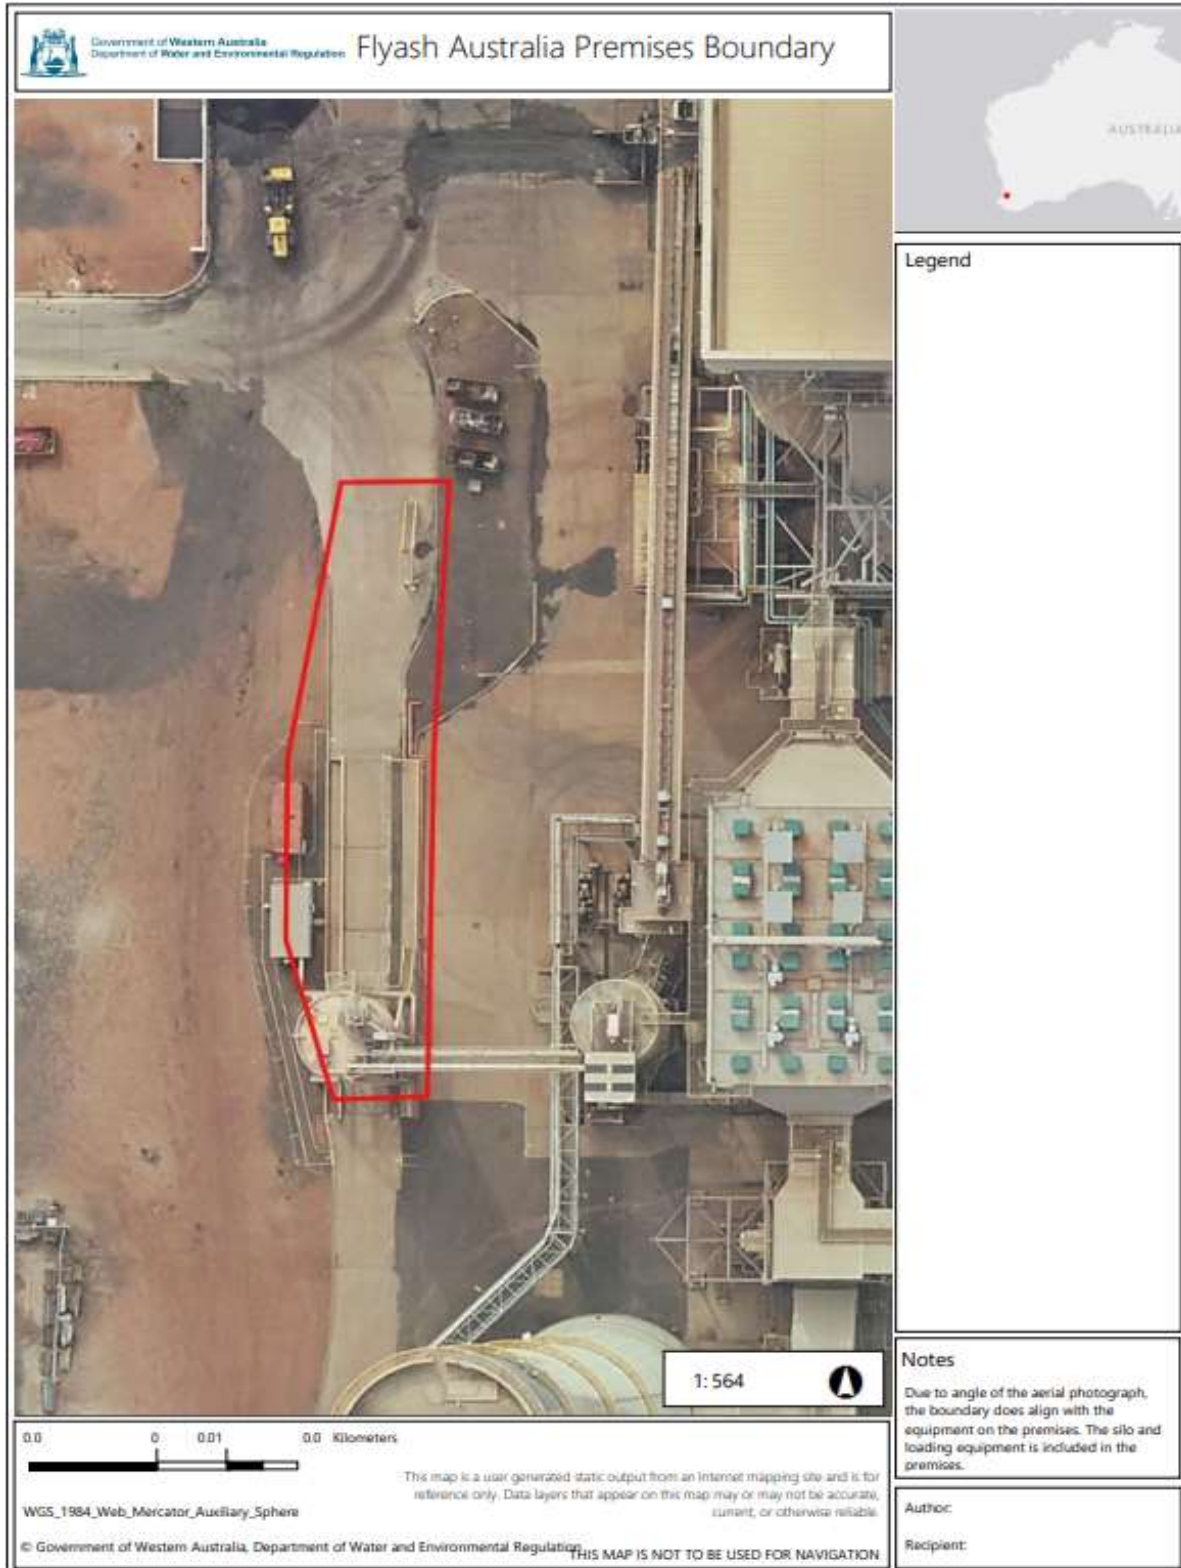 Government of Western Australia
Department of Water and Environmental Regulation
Flyash Australia Premises Boundary
AUSTRALIA
Legend
1: 564
Notes
Due to angle of the aerial photograph,
the boundary does align with the
equipment on the premises. The silo and
loading equipment is included in the
premises.
0.0 0 0.01 0.0 Kilometers
This map is a user generated static output from an Internet mapping site and is for
reference only. Data layers that appear on this map may or may not be accurate,
current, or otherwise reliable.
WGS_1984_Web_Mercator_Auxiliary_Sphere
© Government of Western Australia, Department of Water and Environmental Regulation
THIS MAP IS NOT TO BE USED FOR NAVIGATION
Author:
Recipient: